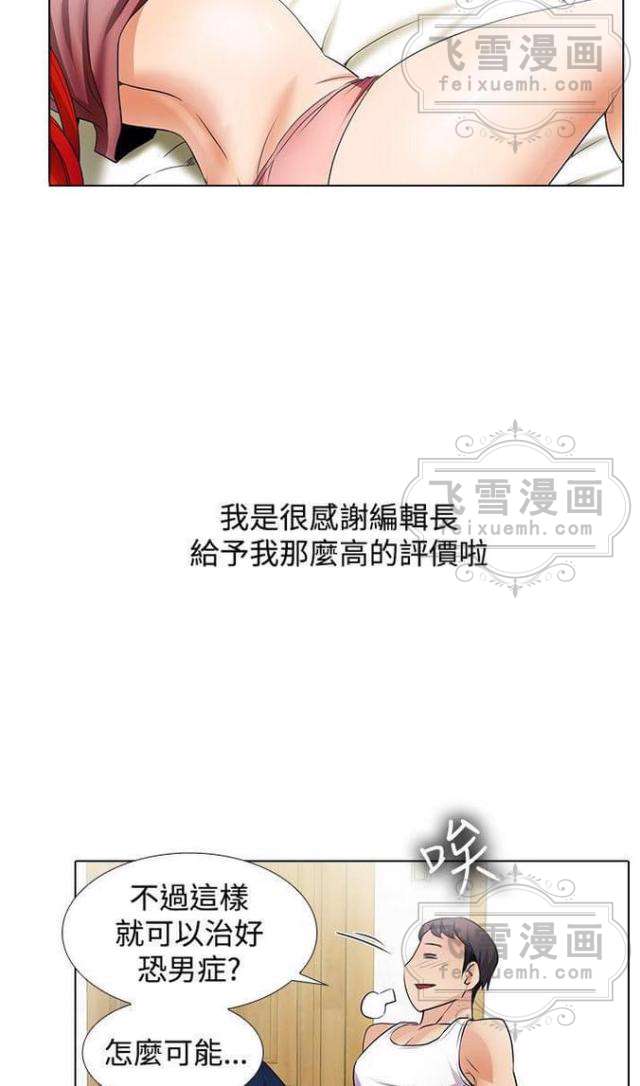 飞雪漫画
feixuemh.com
飞雪漫画
feixuemh.com
我是很感謝編輯長
給予我那麼高的評價啦
唉
不過這樣
就可以治好
恐男症?
飞雪漫画
feixuemh.com
怎麼可能...